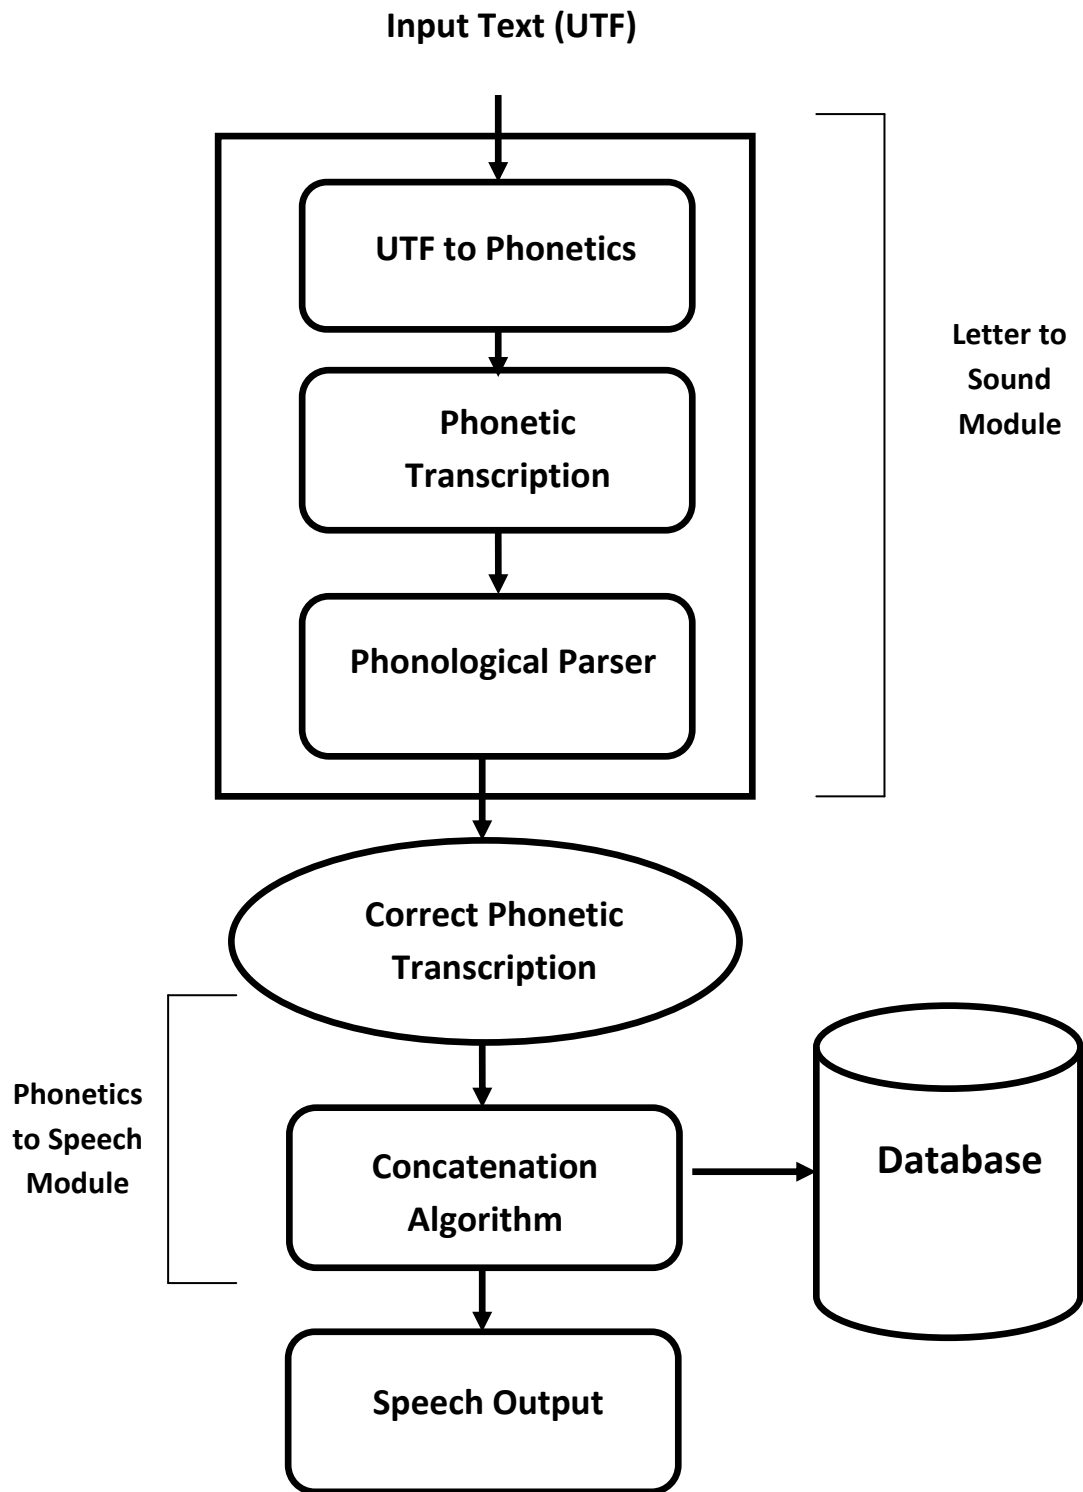 Input Text (UTF)
UTF to Phonetics
Letter to
Sound
Module
Phonetic
Transcription
Phonological Parser
Correct Phonetic
Transcription
Phonetics
to Speech
Module
Concatenation
Algorithm
Database
Speech Output